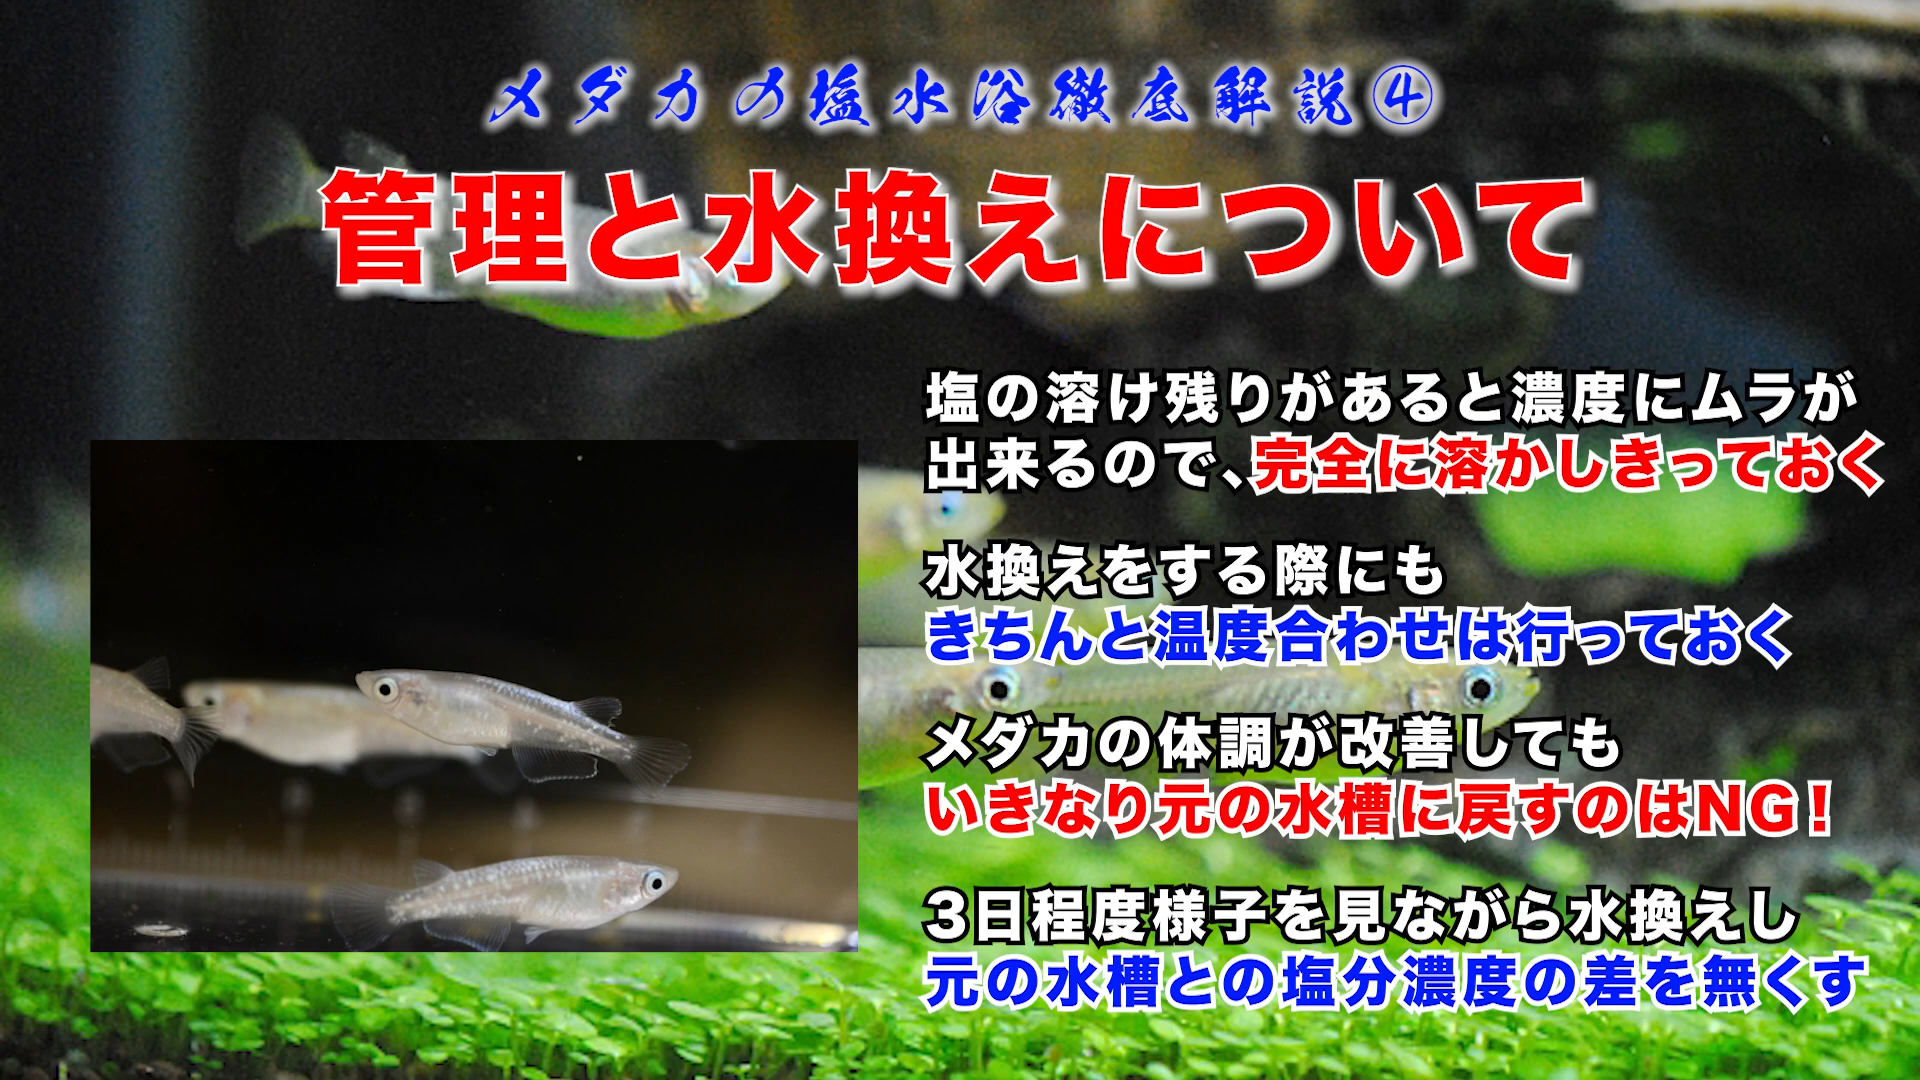 メダカの塩水浴徹底解説④
管理と水換えについて
塩の溶け残りがあると濃度にムラが
出来るので、完全に溶かしきっておく
水換えをする際にも
きちんと温度合わせは行っておく
メダカの体調が改善しても
いきなり元の水槽に戻すのはNG！
3日程度様子を見ながら水換えし
元の水槽との塩分濃度の差を無くす